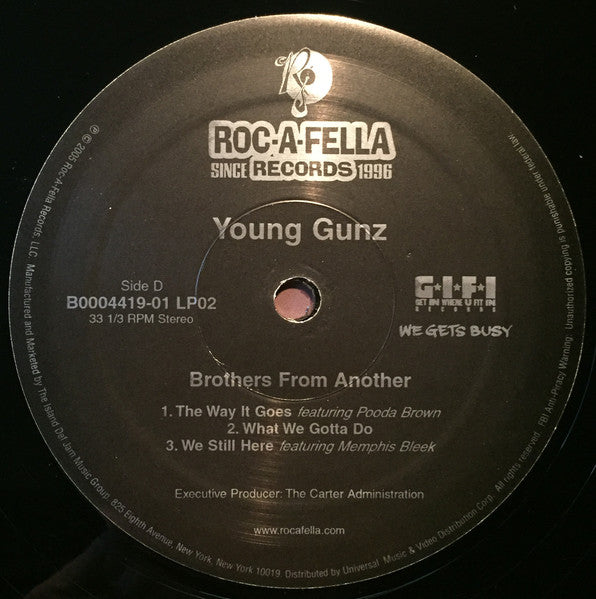 ROC-A-FELLA
SINCE RECORDS 1996
Young Gunz
Side D
B0004419-01 LP02
33 1/3 RPM Stereo
G·I·F·I
GET IN WHERE U FIT IN
RECORDS
WE GETS BUSY
Brothers From Another
1. The Way It Goes featuring Pooda Brown
2. What We Gotta Do
3. We Still Here featuring Memphis Bleek
Executive Producer: The Carter Administration
www.rocafella.com
℗ © 2005 Roc-A-Fella Records, LLC. Manufactured and Marketed by The Island Def Jam Music Group, 825 Eighth Avenue, New York, New York 10019. Distributed by Universal Music & Video Distribution Corp. All rights reserved. FBI Anti-Piracy Warning: Unauthorized copying is punishable under federal law.